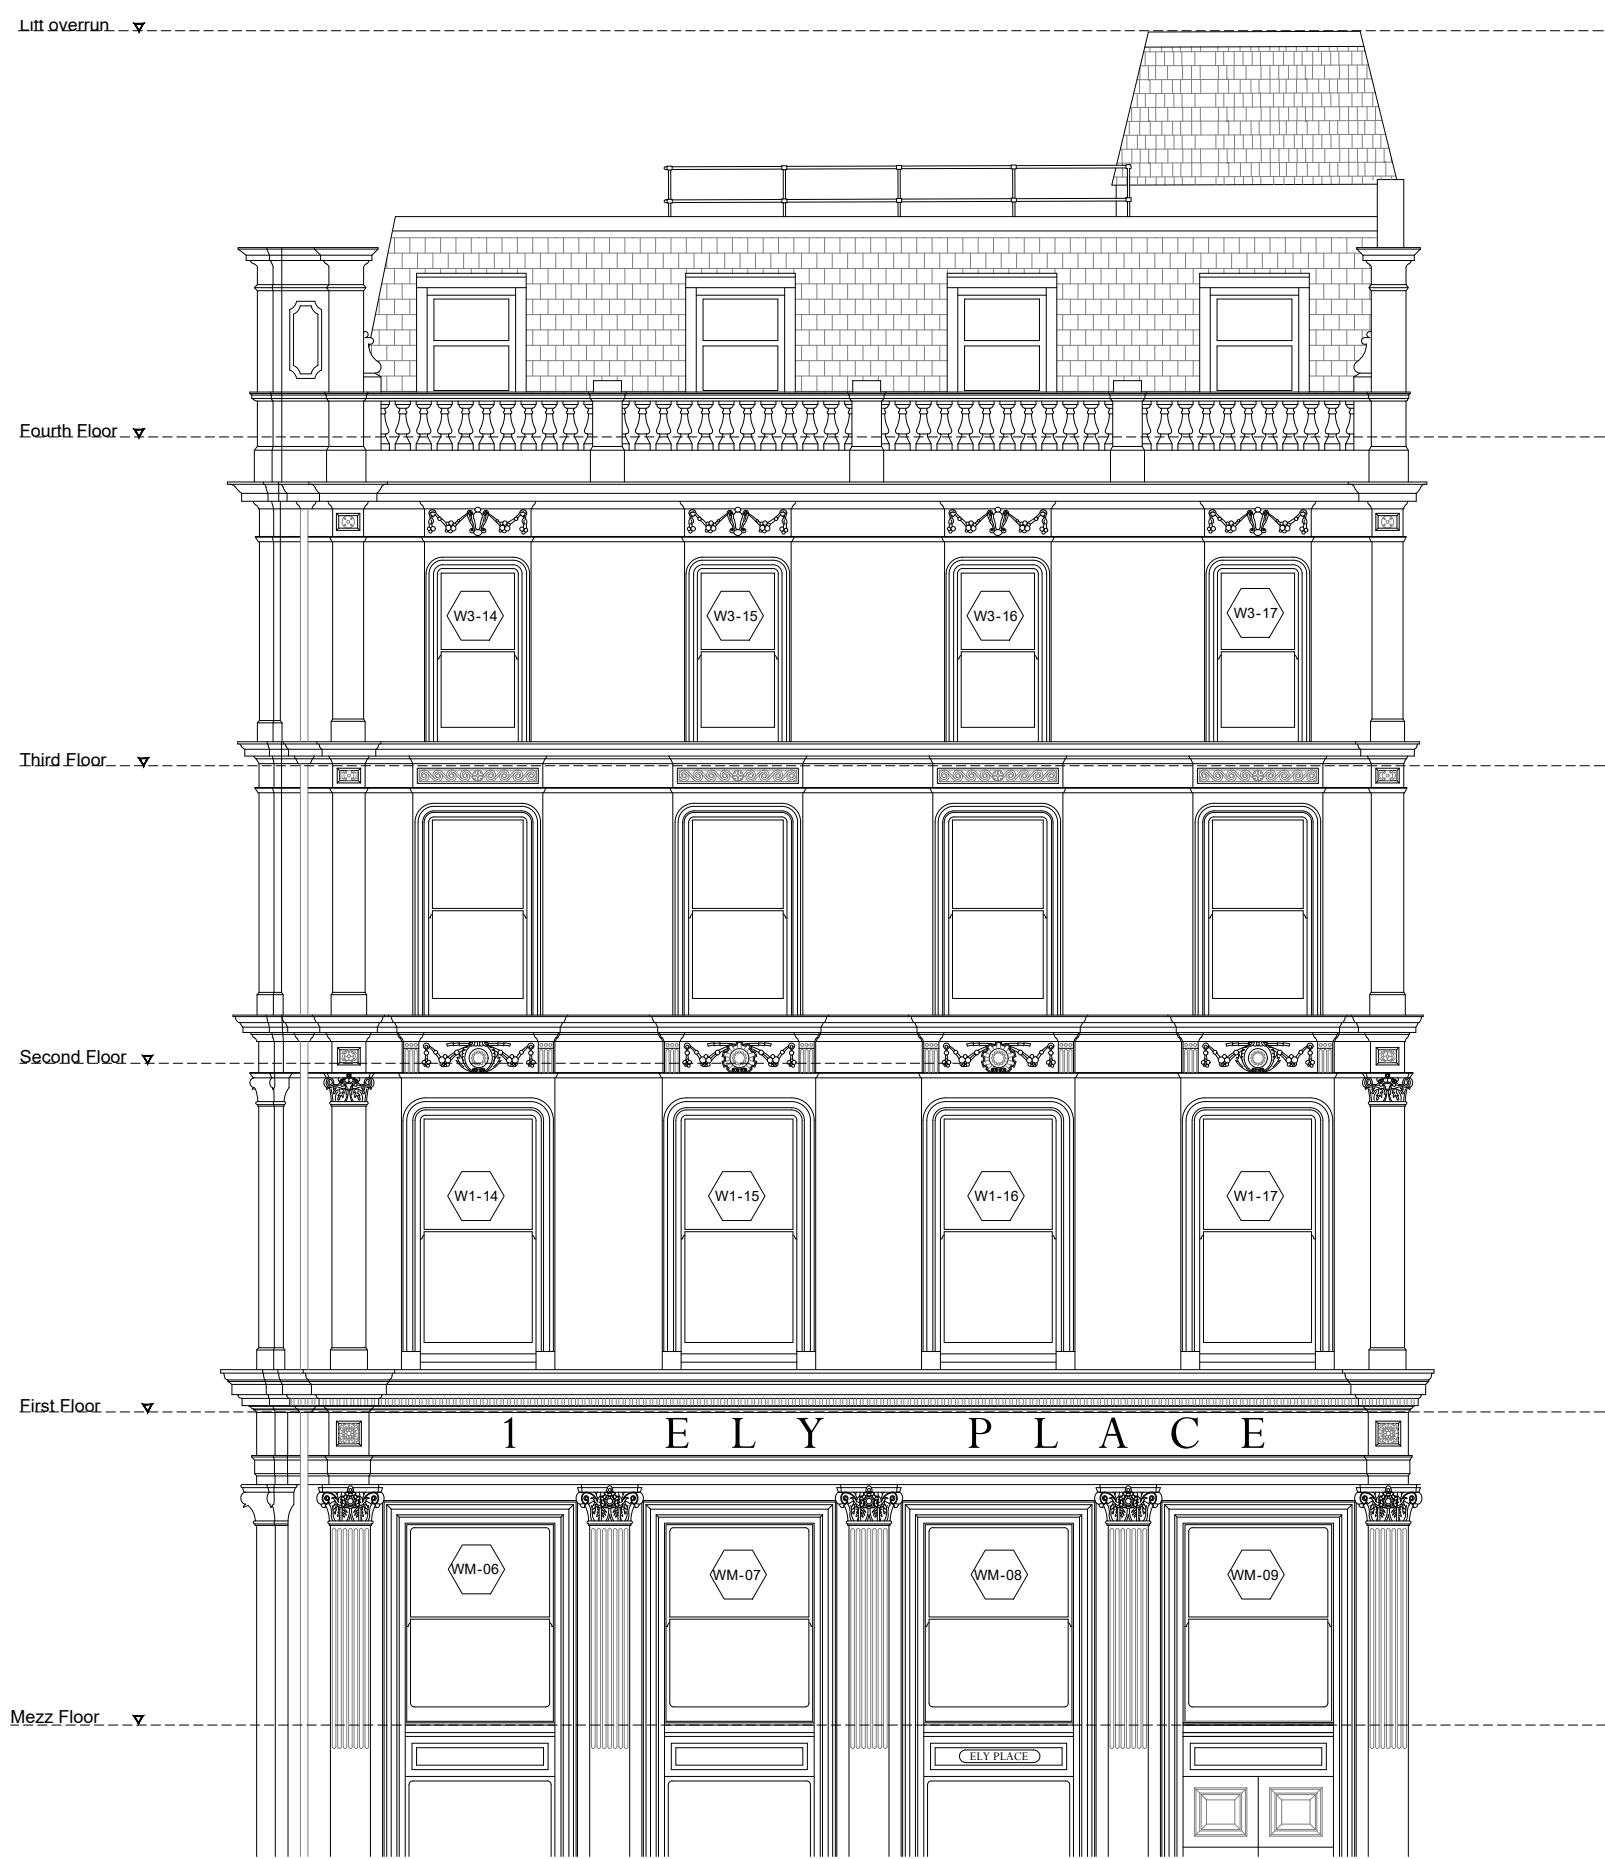 Lift overrun
Fourth Floor
W3-14 W3-15 W3-16 W3-17
Third Floor
Second Floor
W1-14 W1-15 W1-16 W1-17
First Floor
1 ELY PLACE
WM-06 WM-07 WM-08 WM-09
Mezz Floor
ELY PLACE